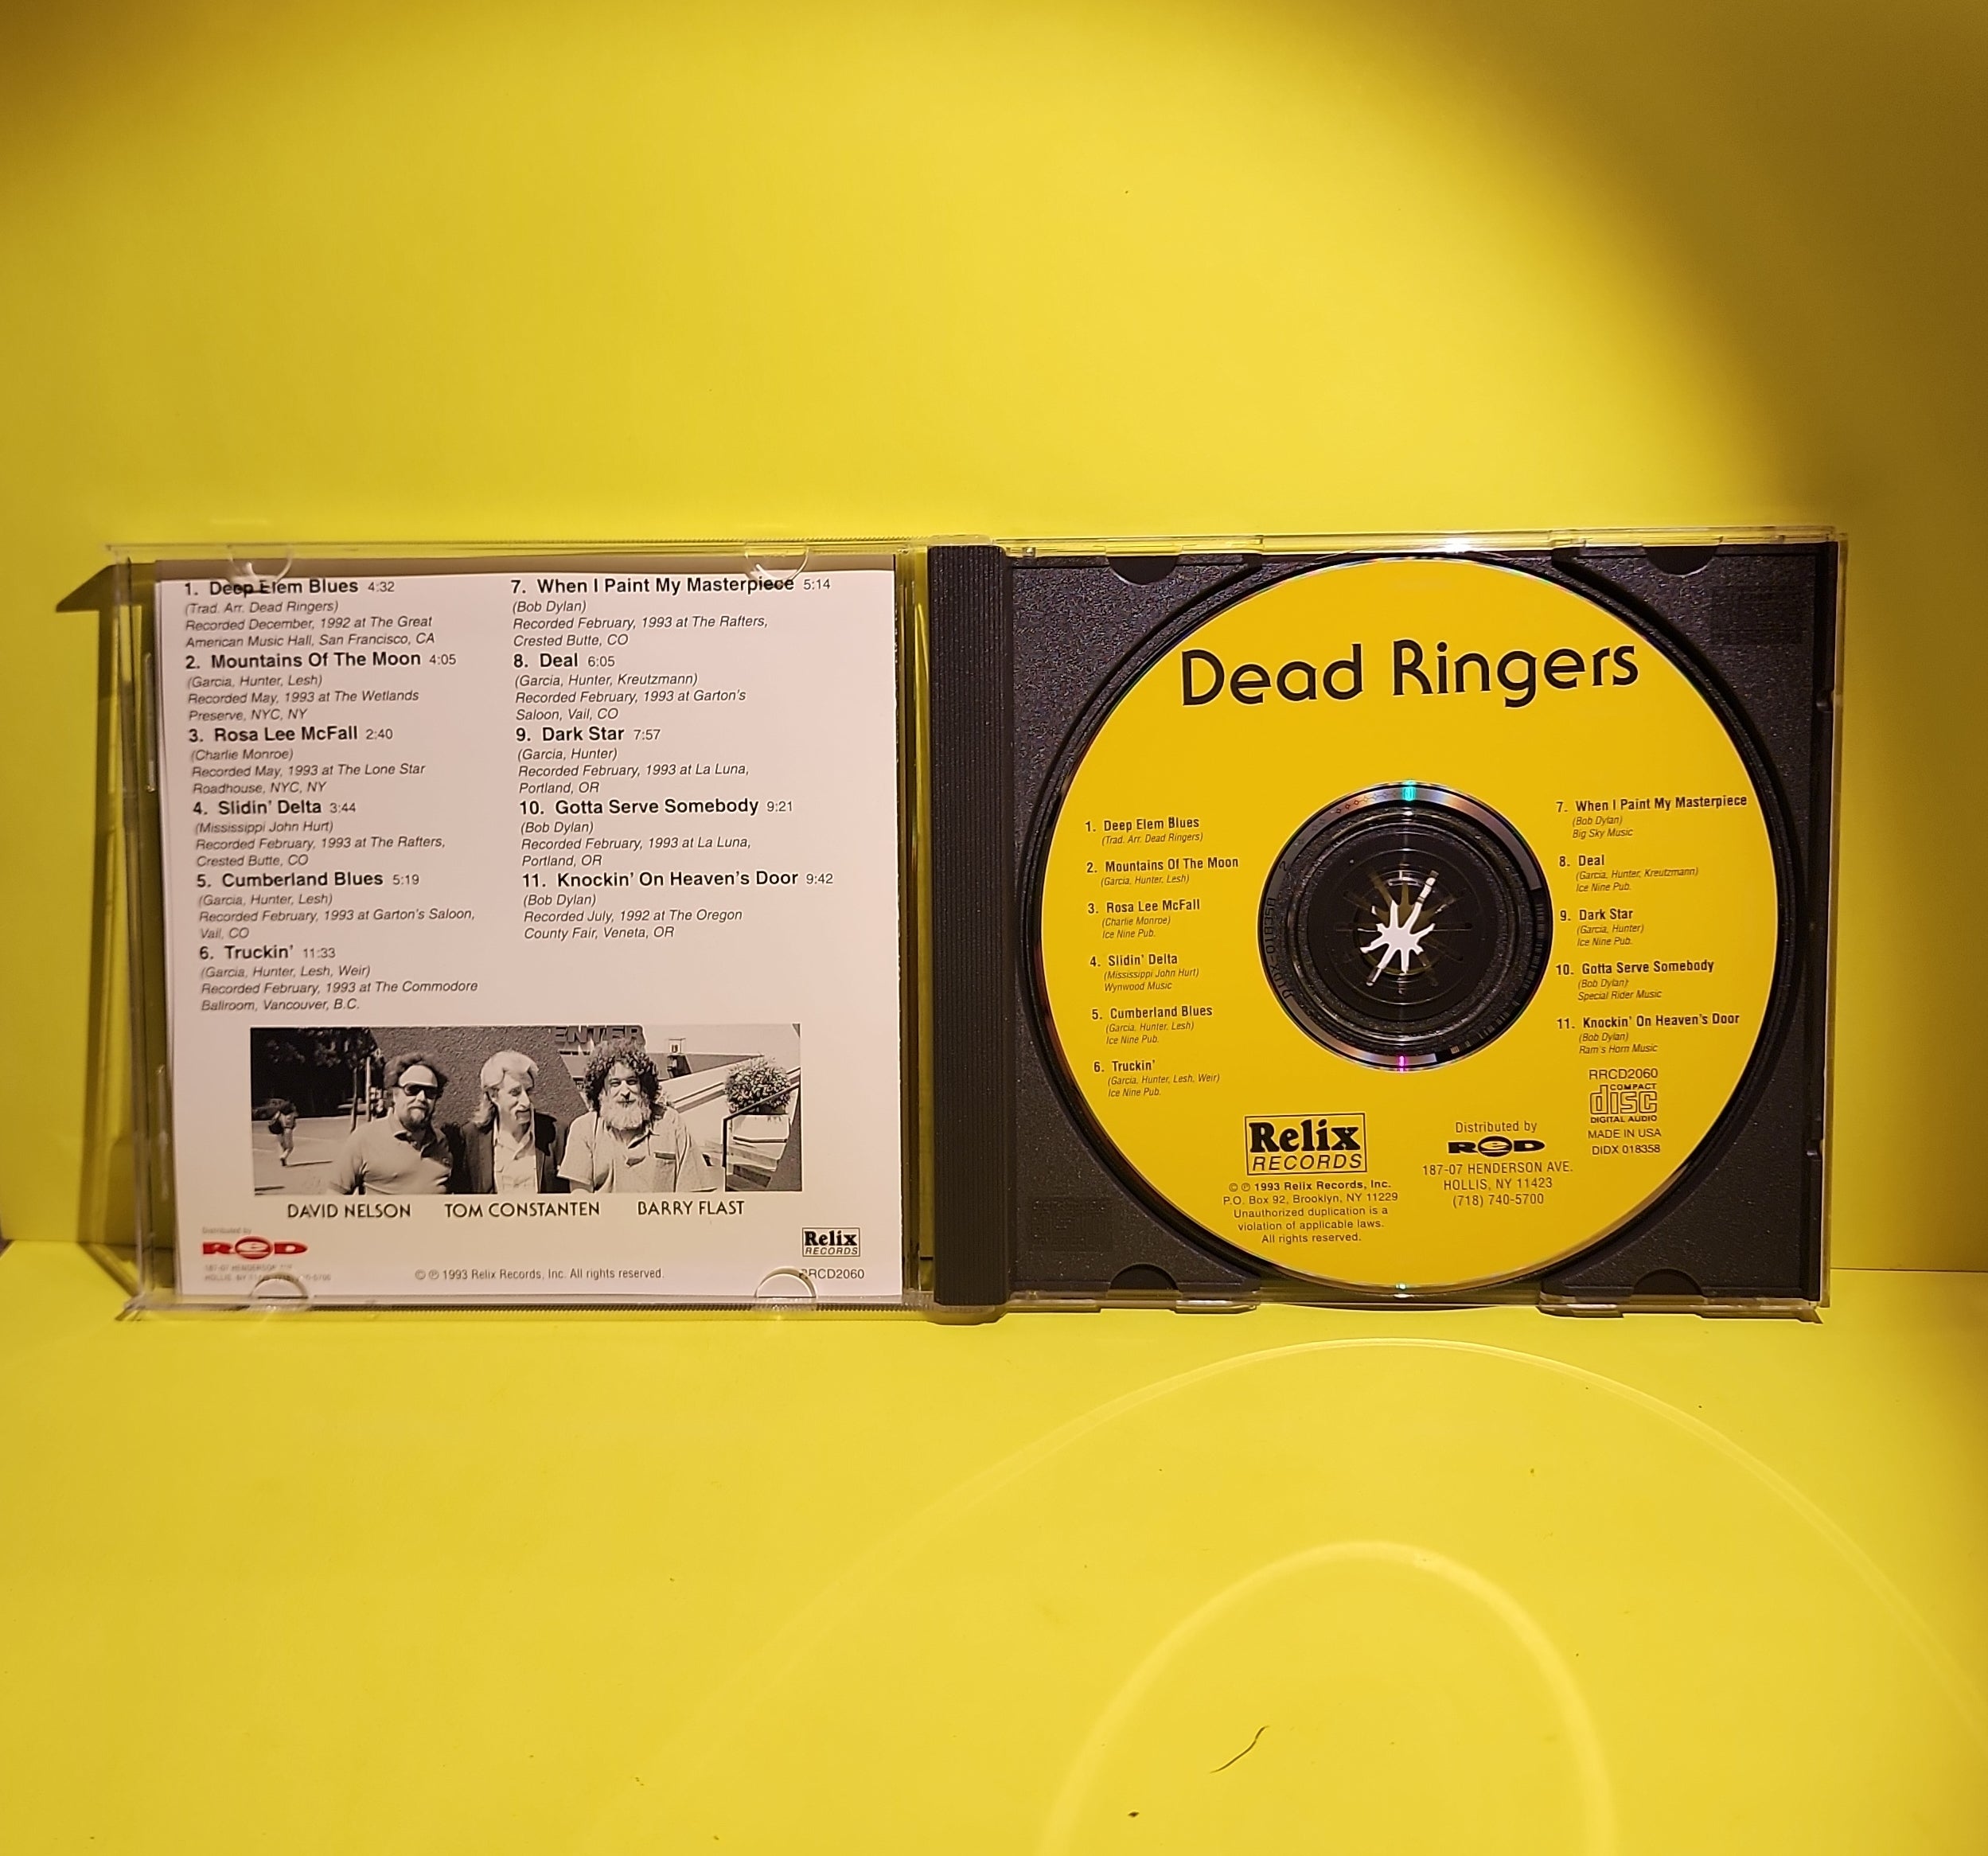 1. Deep Elem Blues 4:32
(Trad. Arr. Dead Ringers)
Recorded December, 1992 at The Great
American Music Hall, San Francisco, CA
2. Mountains Of The Moon 4:05
(Garcia, Hunter, Lesh)
Recorded May, 1993 at The Wetlands
Preserve, NYC, NY
3. Rosa Lee McFall 2:40
(Charlie Monroe)
Recorded May, 1993 at The Lone Star
Roadhouse, NYC, NY
4. Slidin' Delta 3:44
(Mississippi John Hurt)
Recorded February, 1993 at The Rafters,
Crested Butte, CO
5. Cumberland Blues 5:19
(Garcia, Hunter, Lesh)
Recorded February, 1993 at Garton's Saloon,
Vail, CO
6. Truckin' 11:33
(Garcia, Hunter, Lesh, Weir)
Recorded February, 1993 at The Commodore
Ballroom, Vancouver, B.C.
7. When I Paint My Masterpiece 5:14
(Bob Dylan)
Recorded February, 1993 at The Rafters,
Crested Butte, CO
8. Deal 6:05
(Garcia, Hunter, Kreutzmann)
Recorded February, 1993 at Garton's
Saloon, Vail, CO
9. Dark Star 7:57
(Garcia, Hunter)
Recorded February, 1993 at La Luna,
Portland, OR
10. Gotta Serve Somebody 9:21
(Bob Dylan)
Recorded February, 1993 at La Luna,
Portland, OR
11. Knockin' On Heaven's Door 9:42
(Bob Dylan)
Recorded July, 1992 at The Oregon
County Fair, Veneta, OR
ENTER
DAVID NELSON TOM CONSTANTEN BARRY FLAST
Distributed by
RED
187-07 HENDERSON
HOLLIS, NY
© ℗ 1993 Relix Records, Inc. All rights reserved.
Relix
RECORDS
RRCD2060
Dead Ringers
1. Deep Elem Blues
(Trad. Arr. Dead Ringers)
2. Mountains Of The Moon
(Garcia, Hunter, Lesh)
3. Rosa Lee McFall
(Charlie Monroe)
Ice Nine Pub.
4. Slidin' Delta
(Mississippi John Hurt)
Wynwood Music
5. Cumberland Blues
(Garcia, Hunter, Lesh)
Ice Nine Pub.
6. Truckin'
(Garcia, Hunter, Lesh, Weir)
Ice Nine Pub.
7. When I Paint My Masterpiece
(Bob Dylan)
Big Sky Music
8. Deal
(Garcia, Hunter, Kreutzmann)
Ice Nine Pub.
9. Dark Star
(Garcia, Hunter)
Ice Nine Pub.
10. Gotta Serve Somebody
(Bob Dylan)
Special Rider Music
11. Knockin' On Heaven's Door
(Bob Dylan)
Ram's Horn Music
RRCD2060
COMPACT
disc
DIGITAL AUDIO
MADE IN USA
DIDX 018358
Relix
RECORDS
© ℗ 1993 Relix Records, Inc.
P.O. Box 92, Brooklyn, NY 11229
Unauthorized duplication is a
violation of applicable laws.
All rights reserved.
Distributed by
RED
187-07 HENDERSON AVE.
HOLLIS, NY 11423
(718) 740-5700